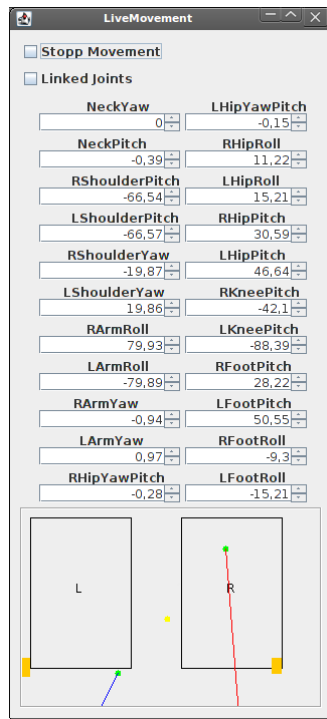 LiveMovement
Stopp Movement
Linked Joints
NeckYaw LHipYawPitch
0 -0,15
NeckPitch RHipRoll
-0,39 11,22
RShoulderPitch LHipRoll
-66,54 15,21
LShoulderPitch RHipPitch
-66,57 30,59
RShoulderYaw LHipPitch
-19,87 46,64
LShoulderYaw RKneePitch
19,86 -42,1
RArmRoll LKneePitch
79,93 -88,39
LArmRoll RFootPitch
-79,89 28,22
RArmYaw LFootPitch
-0,94 50,55
LArmYaw RFootRoll
0,97 -9,3
RHipYawPitch LFootRoll
-0,28 -15,21
L R